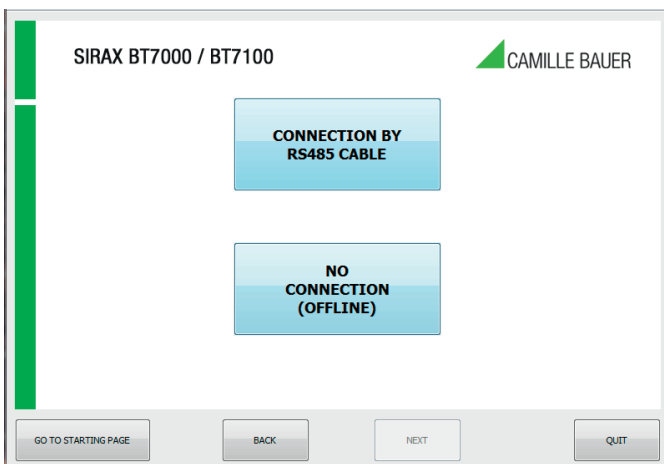 SIRAX BT7000 / BT7100
CAMILLE BAUER
CONNECTION BY
RS485 CABLE
NO
CONNECTION
(OFFLINE)
GO TO STARTING PAGE
BACK
NEXT
QUIT